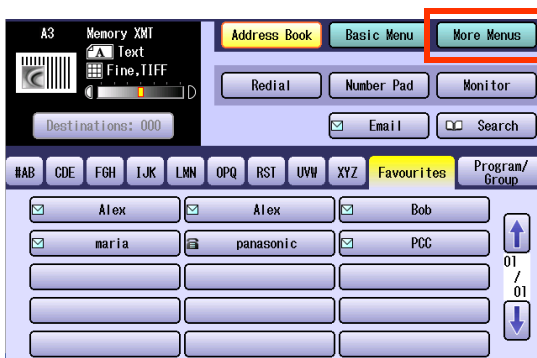 A3 Memory XMT
A Text
Fine,TIFF
D
Destinations: 000
Address Book
Basic Menu
More Menus
Redial
Number Pad
Monitor
Email
Search
#AB
CDE
FGH
IJK
LMN
OPQ
RST
UVW
XYZ
Favourites
Program/
Group
Alex
Alex
Bob
maria
panasonic
PCC
01
/
01